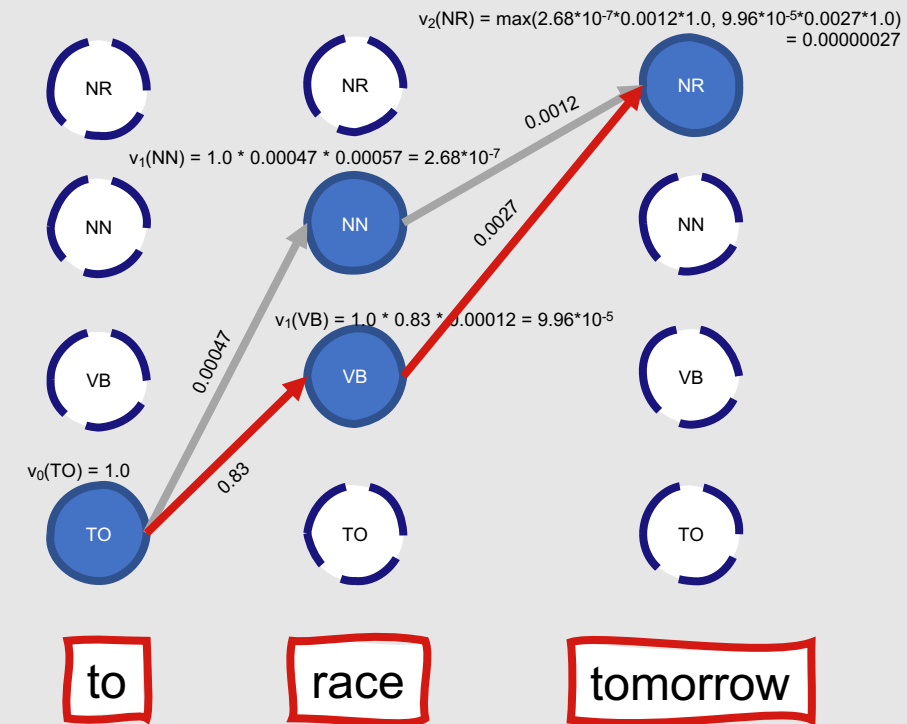 v₂(NR) = max(2.68*10⁻⁷*0.0012*1.0, 9.96*10⁻⁵*0.0027*1.0)
= 0.00000027
NR
NR
NR
0.0012
v₁(NN) = 1.0 * 0.00047 * 0.00057 = 2.68*10⁻⁷
NN
NN
NN
0.0027
v₁(VB) = 1.0 * 0.83 * 0.00012 = 9.96*10⁻⁵
0.00047
VB
VB
VB
v₀(TO) = 1.0
0.83
TO
TO
TO
to
race
tomorrow